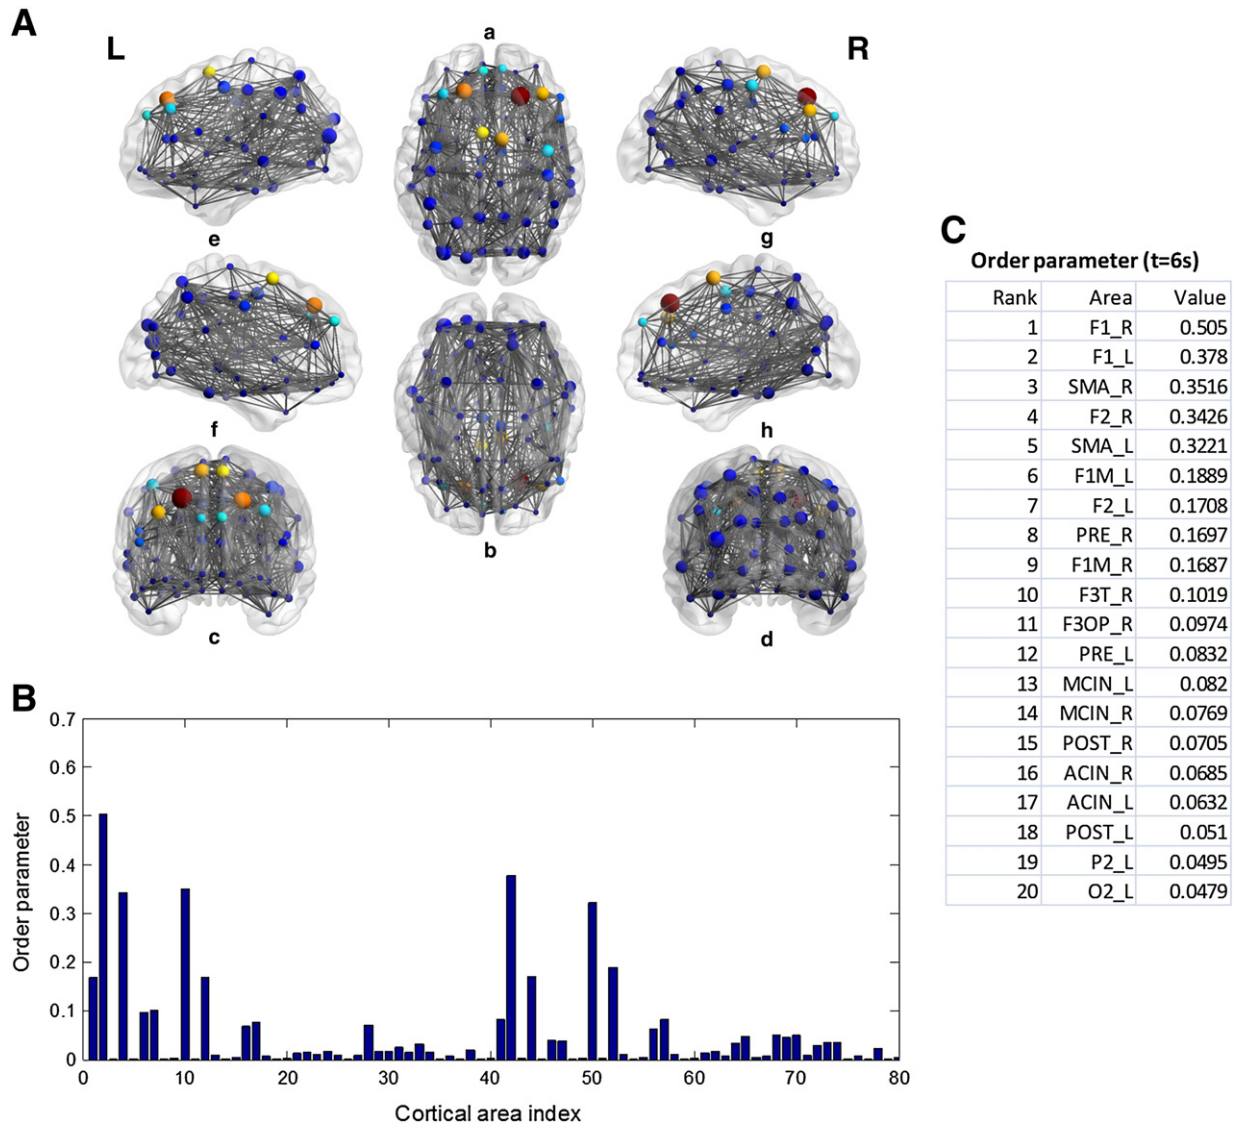 A
L
a
R
e
g
f
h
b
c
d
C
Order parameter (t=6s)
Rank Area Value
1 F1_R 0.505
2 F1_L 0.378
3 SMA_R 0.3516
4 F2_R 0.3426
5 SMA_L 0.3221
6 F1M_L 0.1889
7 F2_L 0.1708
8 PRE_R 0.1697
9 F1M_R 0.1687
10 F3T_R 0.1019
11 F3OP_R 0.0974
12 PRE_L 0.0832
13 MCIN_L 0.082
14 MCIN_R 0.0769
15 POST_R 0.0705
16 ACIN_R 0.0685
17 ACIN_L 0.0632
18 POST_L 0.051
19 P2_L 0.0495
20 O2_L 0.0479
B
0.7
0.6
0.5
0.4
0.3
0.2
0.1
0
Order parameter
0 10 20 30 40 50 60 70 80
Cortical area index